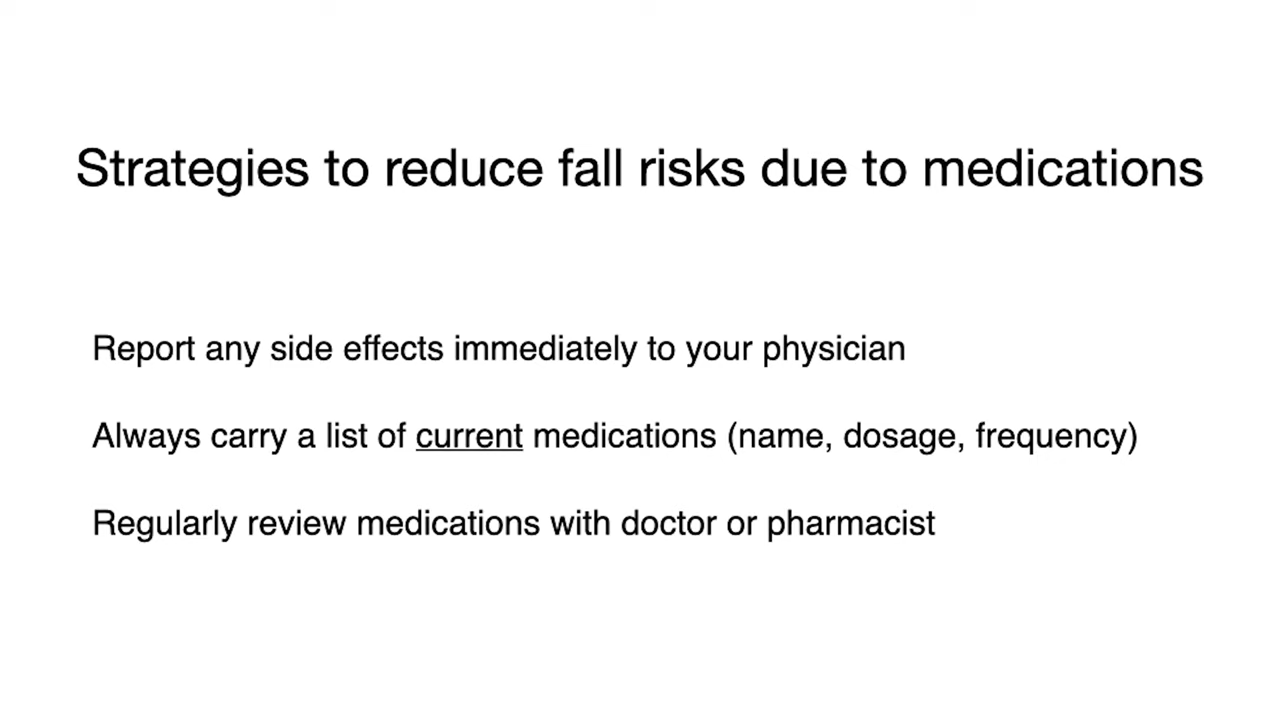 Strategies to reduce fall risks due to medications
Report any side effects immediately to your physician
Always carry a list of current medications (name, dosage, frequency)
Regularly review medications with doctor or pharmacist